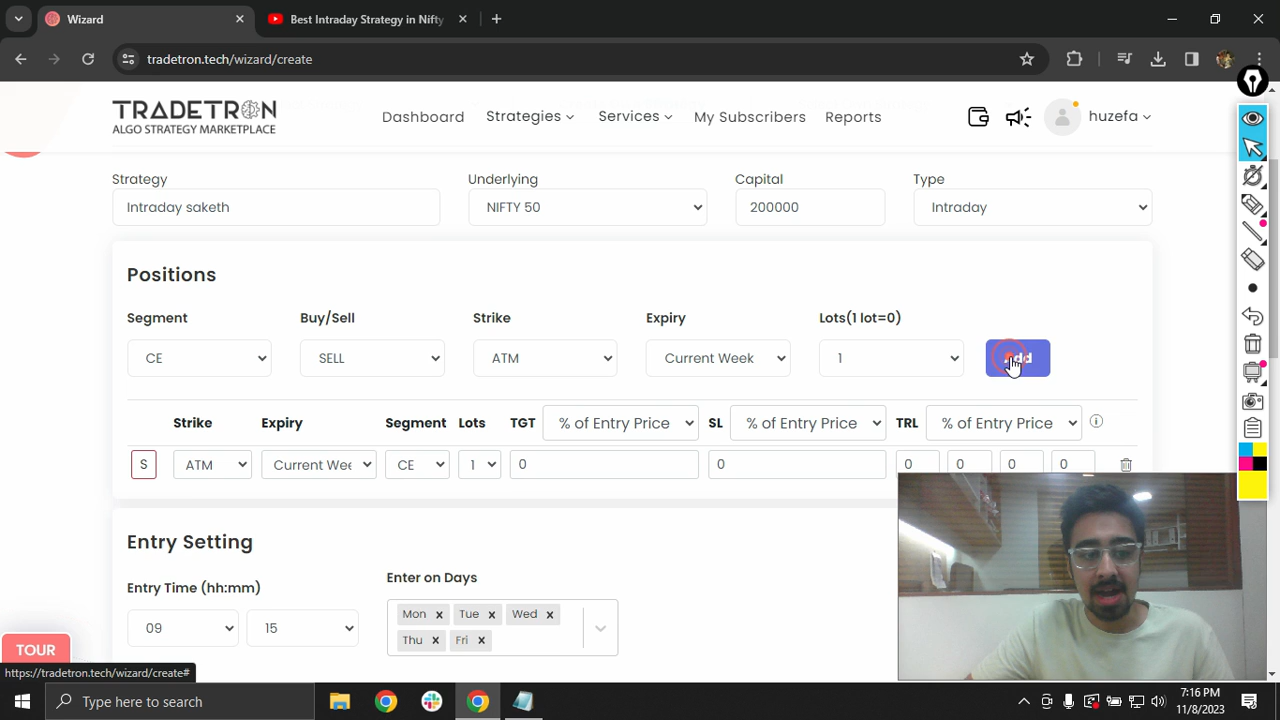 Wizard
Best Intraday Strategy in Nifty
tradetron.tech/wizard/create
TRADETRON
ALGO STRATEGY MARKETPLACE
Dashboard Strategies Services My Subscribers Reports huzefa
Strategy Underlying Capital Type
Intraday saketh NIFTY 50 200000 Intraday
Positions
Segment Buy/Sell Strike Expiry Lots(1 lot=0)
CE SELL ATM Current Week 1 Add
Strike Expiry Segment Lots TGT % of Entry Price SL % of Entry Price TRL % of Entry Price
S ATM Current Wee CE 1 0 0 0 0 0 0
Entry Setting
Entry Time (hh:mm) Enter on Days
09 15 Mon Tue Wed
Thu Fri
TOUR
https://tradetron.tech/wizard/create#
Type here to search
7:16 PM
11/8/2023